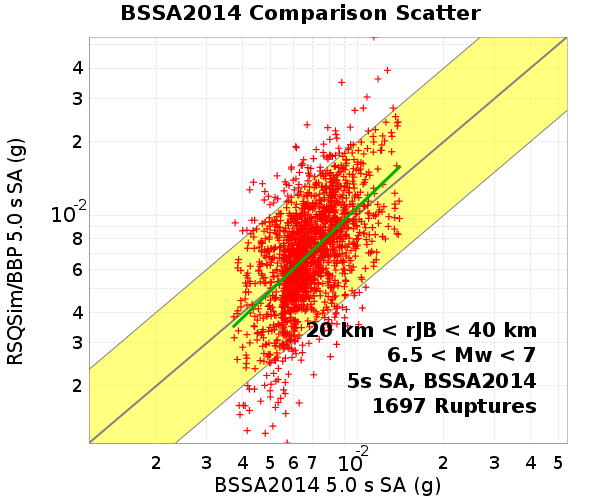 BSSA2014 Comparison Scatter
RSQSim/BBP 5.0 s SA (g)
4
3
2
10-2
8
6
4
3
2
20 km < rJB < 40 km
6.5 < Mw < 7
5s SA, BSSA2014
1697 Ruptures
2 3 4 5 6 7 10-2 2 3 4 5
BSSA2014 5.0 s SA (g)